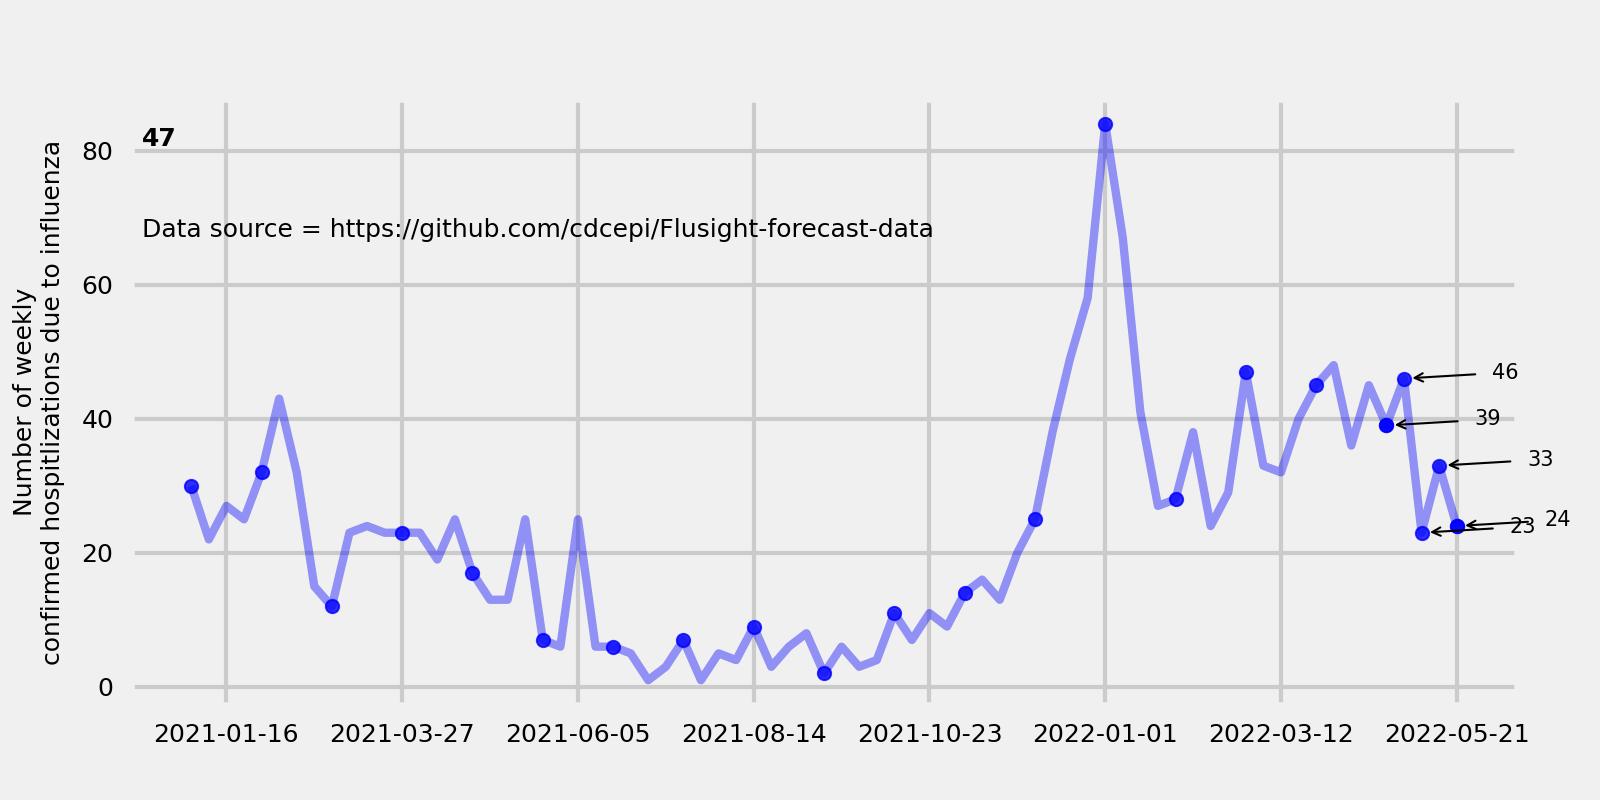 47
Data source = https://github.com/cdcepi/Flusight-forecast-data
Number of weekly
confirmed hospitlizations due to influenza
80
60
40
20
0
46
39
33
24
23
2021-01-16 2021-03-27 2021-06-05 2021-08-14 2021-10-23 2022-01-01 2022-03-12 2022-05-21